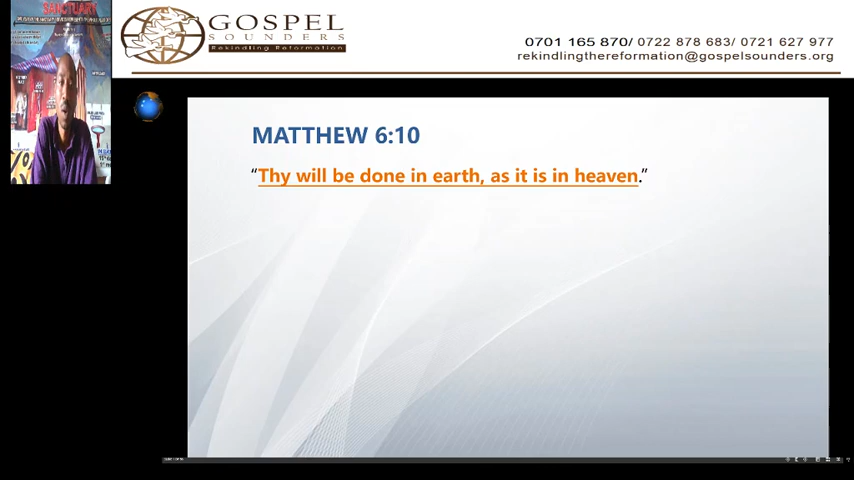 SANCTUARY
GOSPEL
SOUNDERS
Rekindling Reformation
0701 165 870/ 0722 878 683/ 0721 627 977
rekindlingthereformation@gospelsounders.org
MATTHEW 6:10
“Thy will be done in earth, as it is in heaven.”